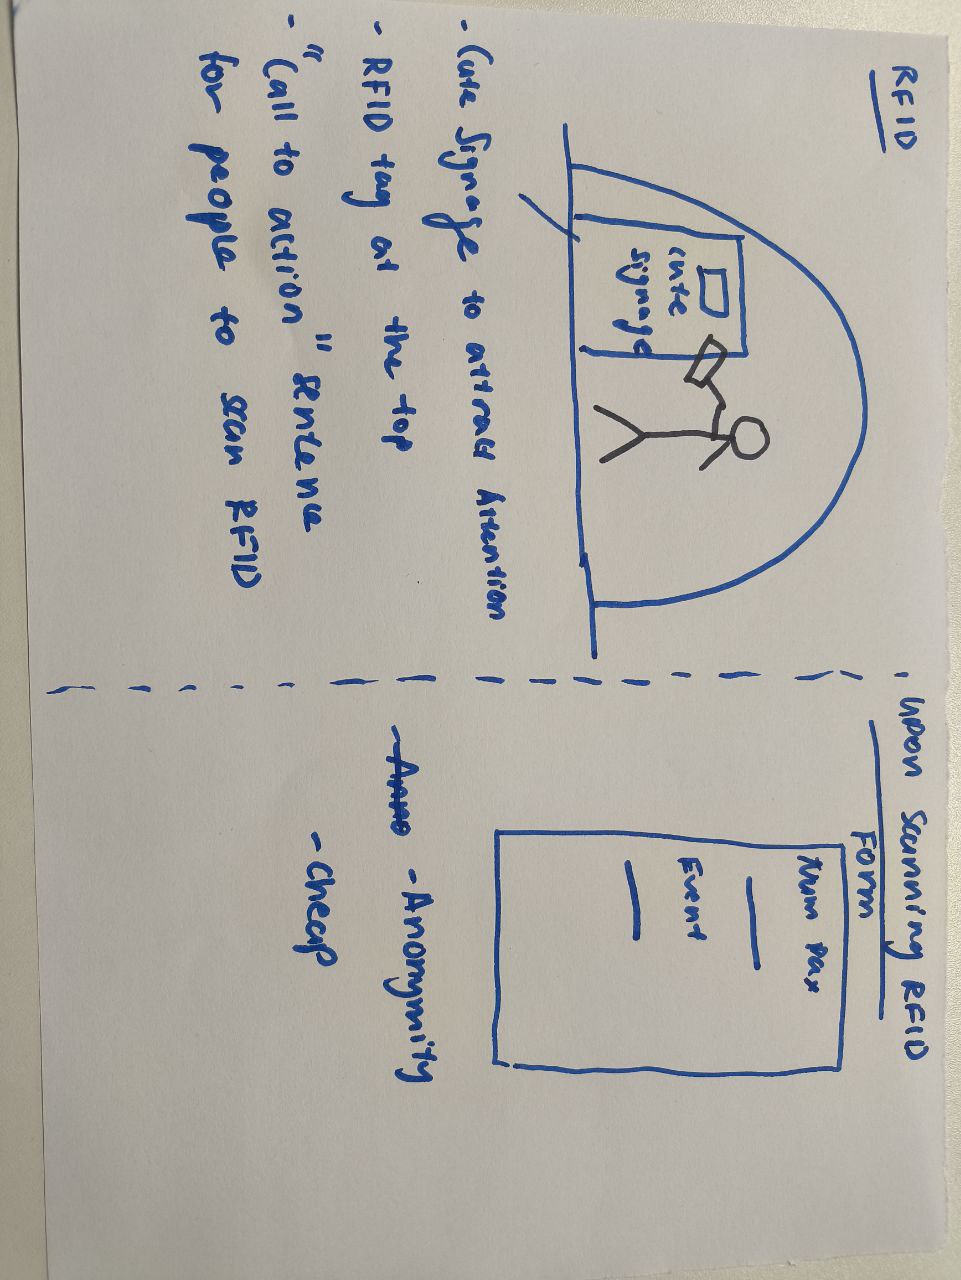 RFID
cute
signage
- Cute Signage to attract Attention
- RFID tag at the top
- "Call to action" sentence
for people to scan RFID
Upon Scanning RFID
Form
Num Pax
Event
- Anno - Anonymity
- Cheap